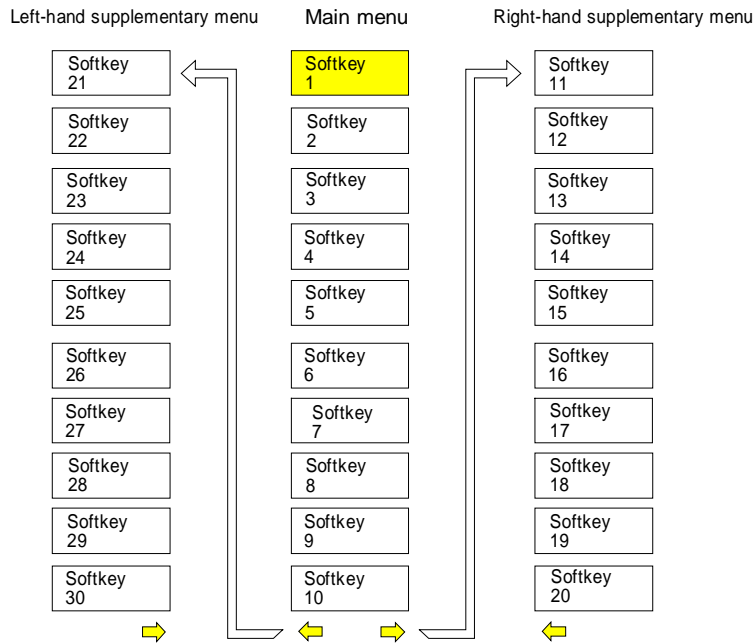 Left-hand supplementary menu
Main menu
Right-hand supplementary menu
Softkey
21
Softkey
22
Softkey
23
Softkey
24
Softkey
25
Softkey
26
Softkey
27
Softkey
28
Softkey
29
Softkey
30
Softkey
1
Softkey
2
Softkey
3
Softkey
4
Softkey
5
Softkey
6
Softkey
7
Softkey
8
Softkey
9
Softkey
10
Softkey
11
Softkey
12
Softkey
13
Softkey
14
Softkey
15
Softkey
16
Softkey
17
Softkey
18
Softkey
19
Softkey
20